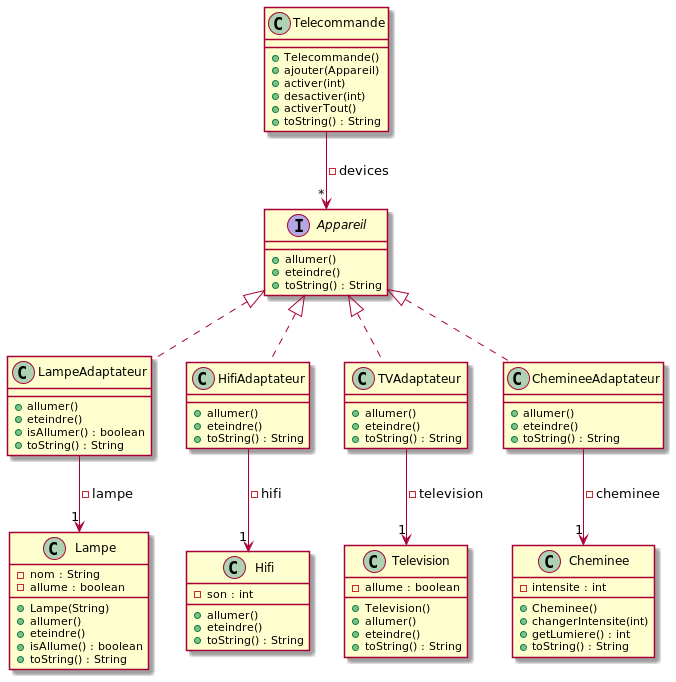 C Telecommande
Telecommande()
ajouter(Appareil)
activer(int)
desactiver(int)
activerTout()
toString() : String
devices
*
I Appareil
allumer()
eteindre()
toString() : String
C LampeAdaptateur
allumer()
eteindre()
isAllumer() : boolean
toString() : String
C HifiAdaptateur
allumer()
eteindre()
toString() : String
C TVAdaptateur
allumer()
eteindre()
toString() : String
C ChemineeAdaptateur
allumer()
eteindre()
toString() : String
lampe
1
hifi
1
television
1
cheminee
1
C Lampe
nom : String
allume : boolean
Lampe(String)
allumer()
eteindre()
isAllume() : boolean
toString() : String
C Hifi
son : int
allumer()
eteindre()
toString() : String
C Television
allume : boolean
Television()
allumer()
eteindre()
toString() : String
C Cheminee
intensite : int
Cheminee()
changerIntensite(int)
getLumiere() : int
toString() : String